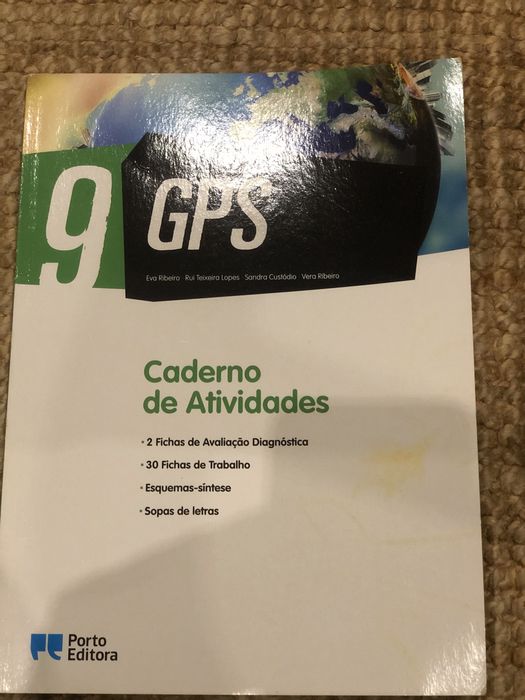 9 GPS
Eva Ribeiro · Rui Teixeira Lopes · Sandra Custódio · Vera Ribeiro
Caderno
de Atividades
• 2 Fichas de Avaliação Diagnóstica
• 30 Fichas de Trabalho
• Esquemas-síntese
• Sopas de letras
Porto
Editora